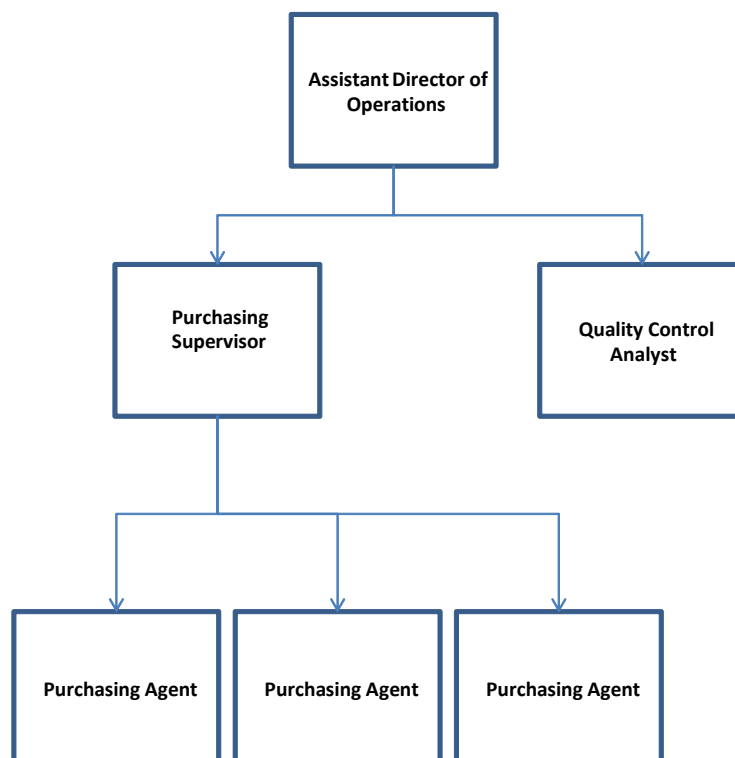 Assistant Director of
Operations
Purchasing
Supervisor
Quality Control
Analyst
Purchasing Agent
Purchasing Agent
Purchasing Agent